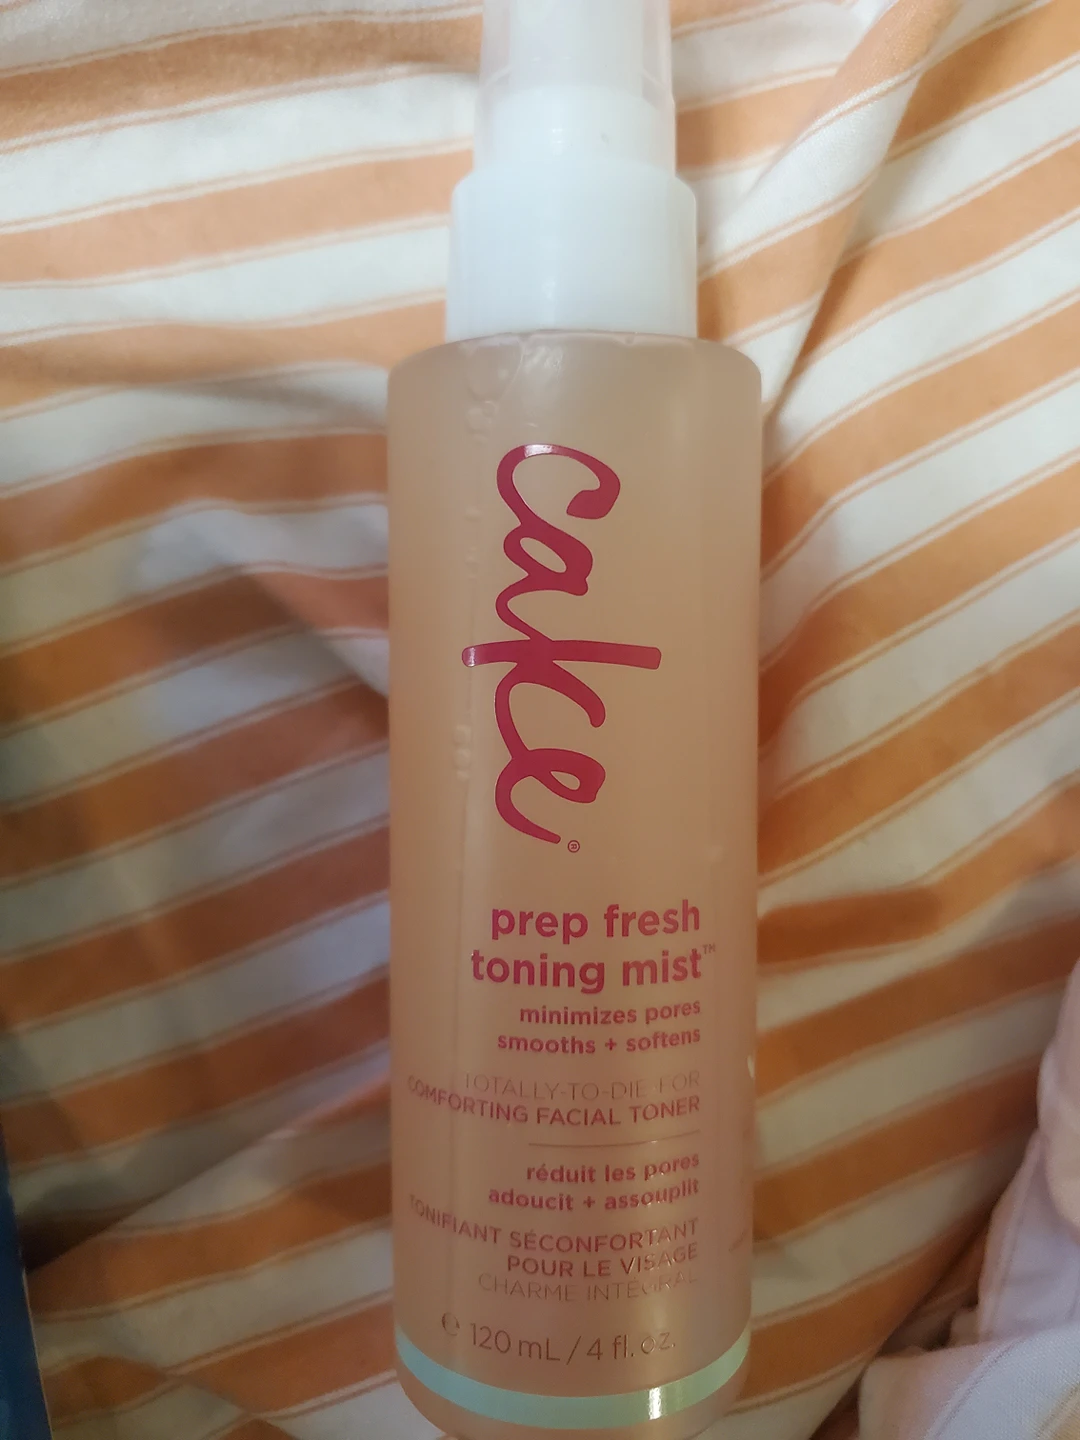 cake®
prep fresh
toning mist™
minimizes pores
smooths + softens
TOTALLY-TO-DIE-FOR
COMFORTING FACIAL TONER
réduit les pores
adoucit + assouplit
TONIFIANT SÉCONFORTANT
POUR LE VISAGE
CHARME INTÉGRAL
e 120 mL / 4 fl. oz.